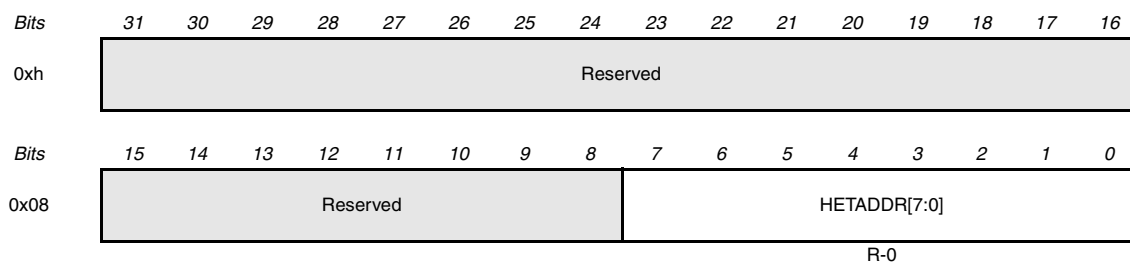 Bits 31 30 29 28 27 26 25 24 23 22 21 20 19 18 17 16
0xh Reserved
Bits 15 14 13 12 11 10 9 8 7 6 5 4 3 2 1 0
0x08 Reserved HETADDR[7:0]
R-0